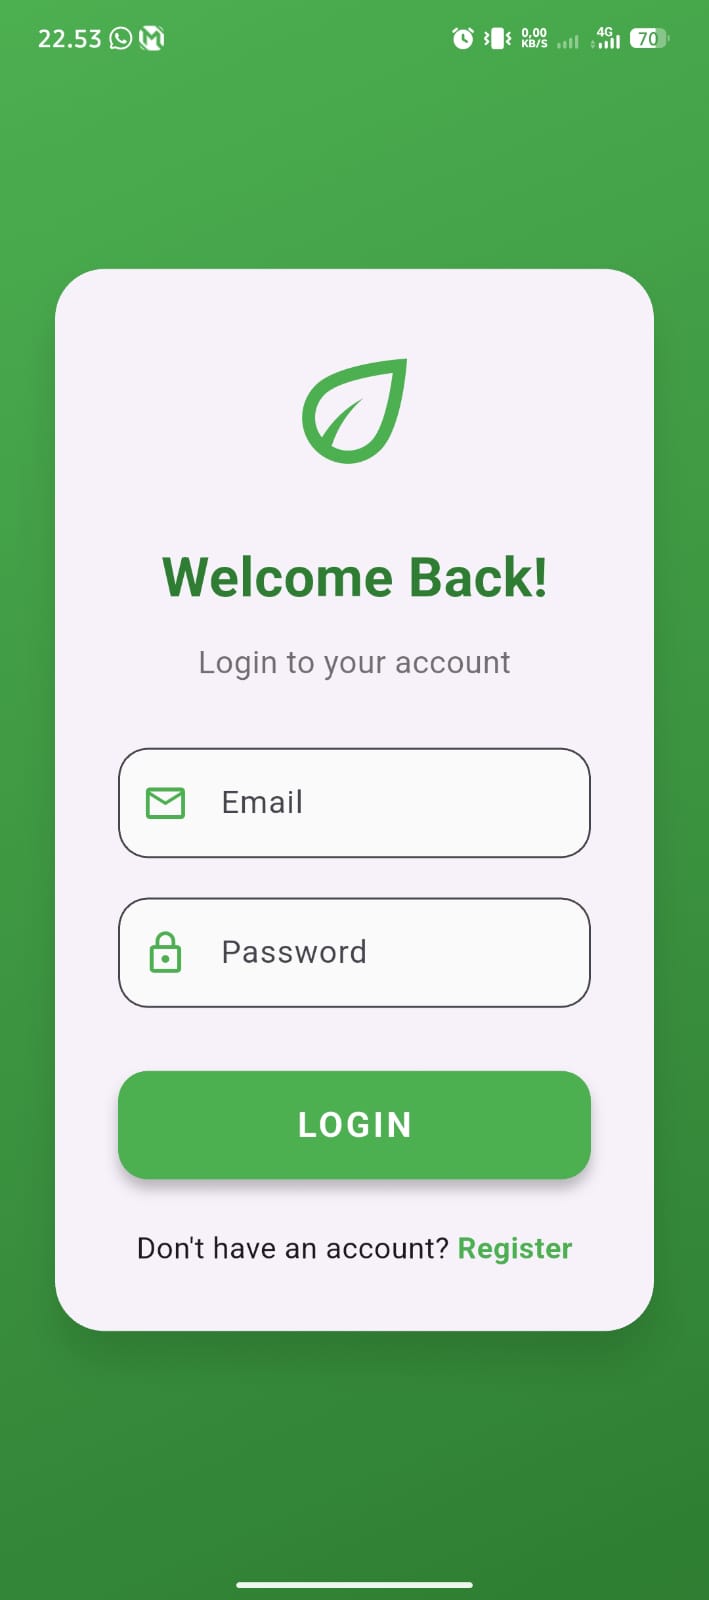 22.53 0,00 KB/S 4G 70
Welcome Back!
Login to your account
Email
Password
LOGIN
Don't have an account? Register